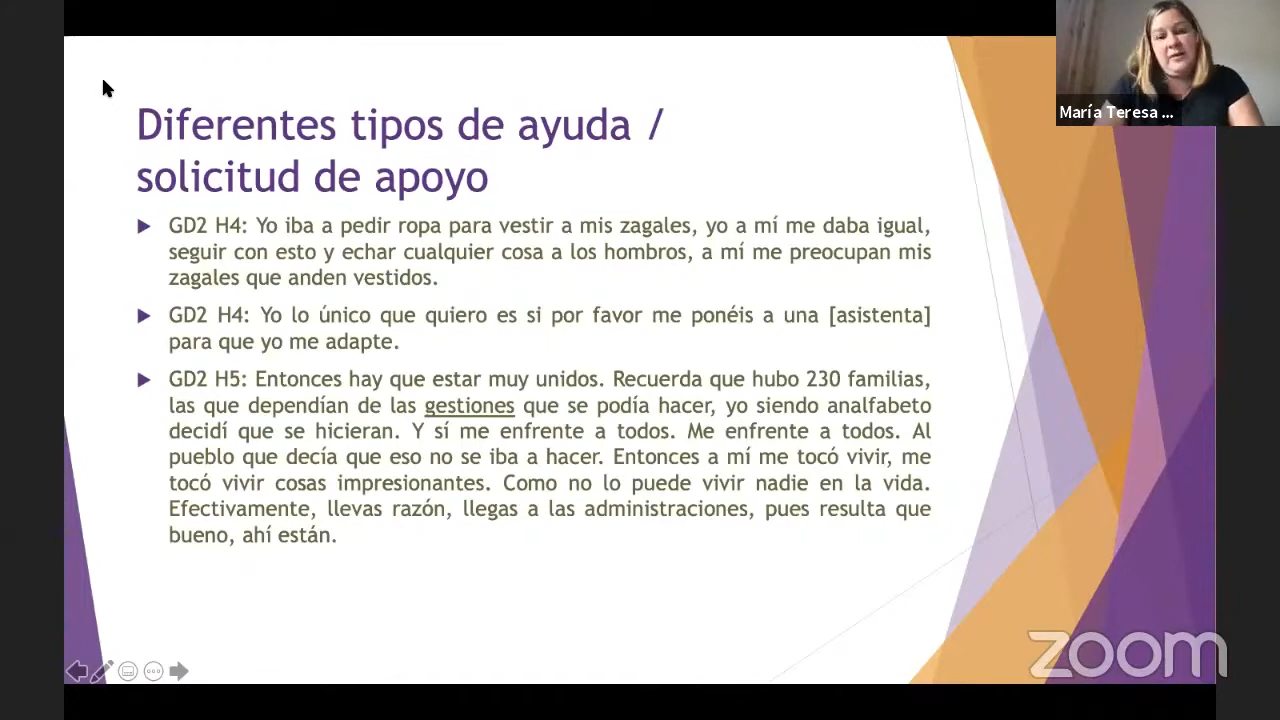 María Teresa ...
Diferentes tipos de ayuda /
solicitud de apoyo
GD2 H4: Yo iba a pedir ropa para vestir a mis zagales, yo a mí me daba igual,
seguir con esto y echar cualquier cosa a los hombros, a mí me preocupan mis
zagales que anden vestidos.
GD2 H4: Yo lo único que quiero es si por favor me ponéis a una [asistenta]
para que yo me adapte.
GD2 H5: Entonces hay que estar muy unidos. Recuerda que hubo 230 familias,
las que dependían de las gestiones que se podía hacer, yo siendo analfabeto
decidí que se hicieran. Y sí me enfrente a todos. Me enfrente a todos. Al
pueblo que decía que eso no se iba a hacer. Entonces a mí me tocó vivir, me
tocó vivir cosas impresionantes. Como no lo puede vivir nadie en la vida.
Efectivamente, llevas razón, llegas a las administraciones, pues resulta que
bueno, ahí están.
zoom